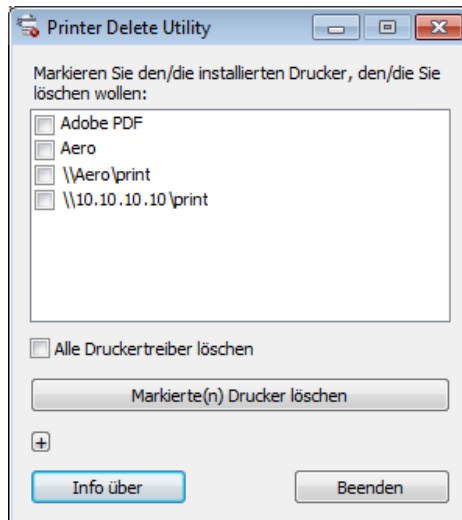 Printer Delete Utility
Markieren Sie den/die installierten Drucker, den/die Sie
löschen wollen:
Adobe PDF
Aero
\\Aero\print
\\10.10.10.10\print
Alle Druckertreiber löschen
Markierte(n) Drucker löschen
Info über
Beenden